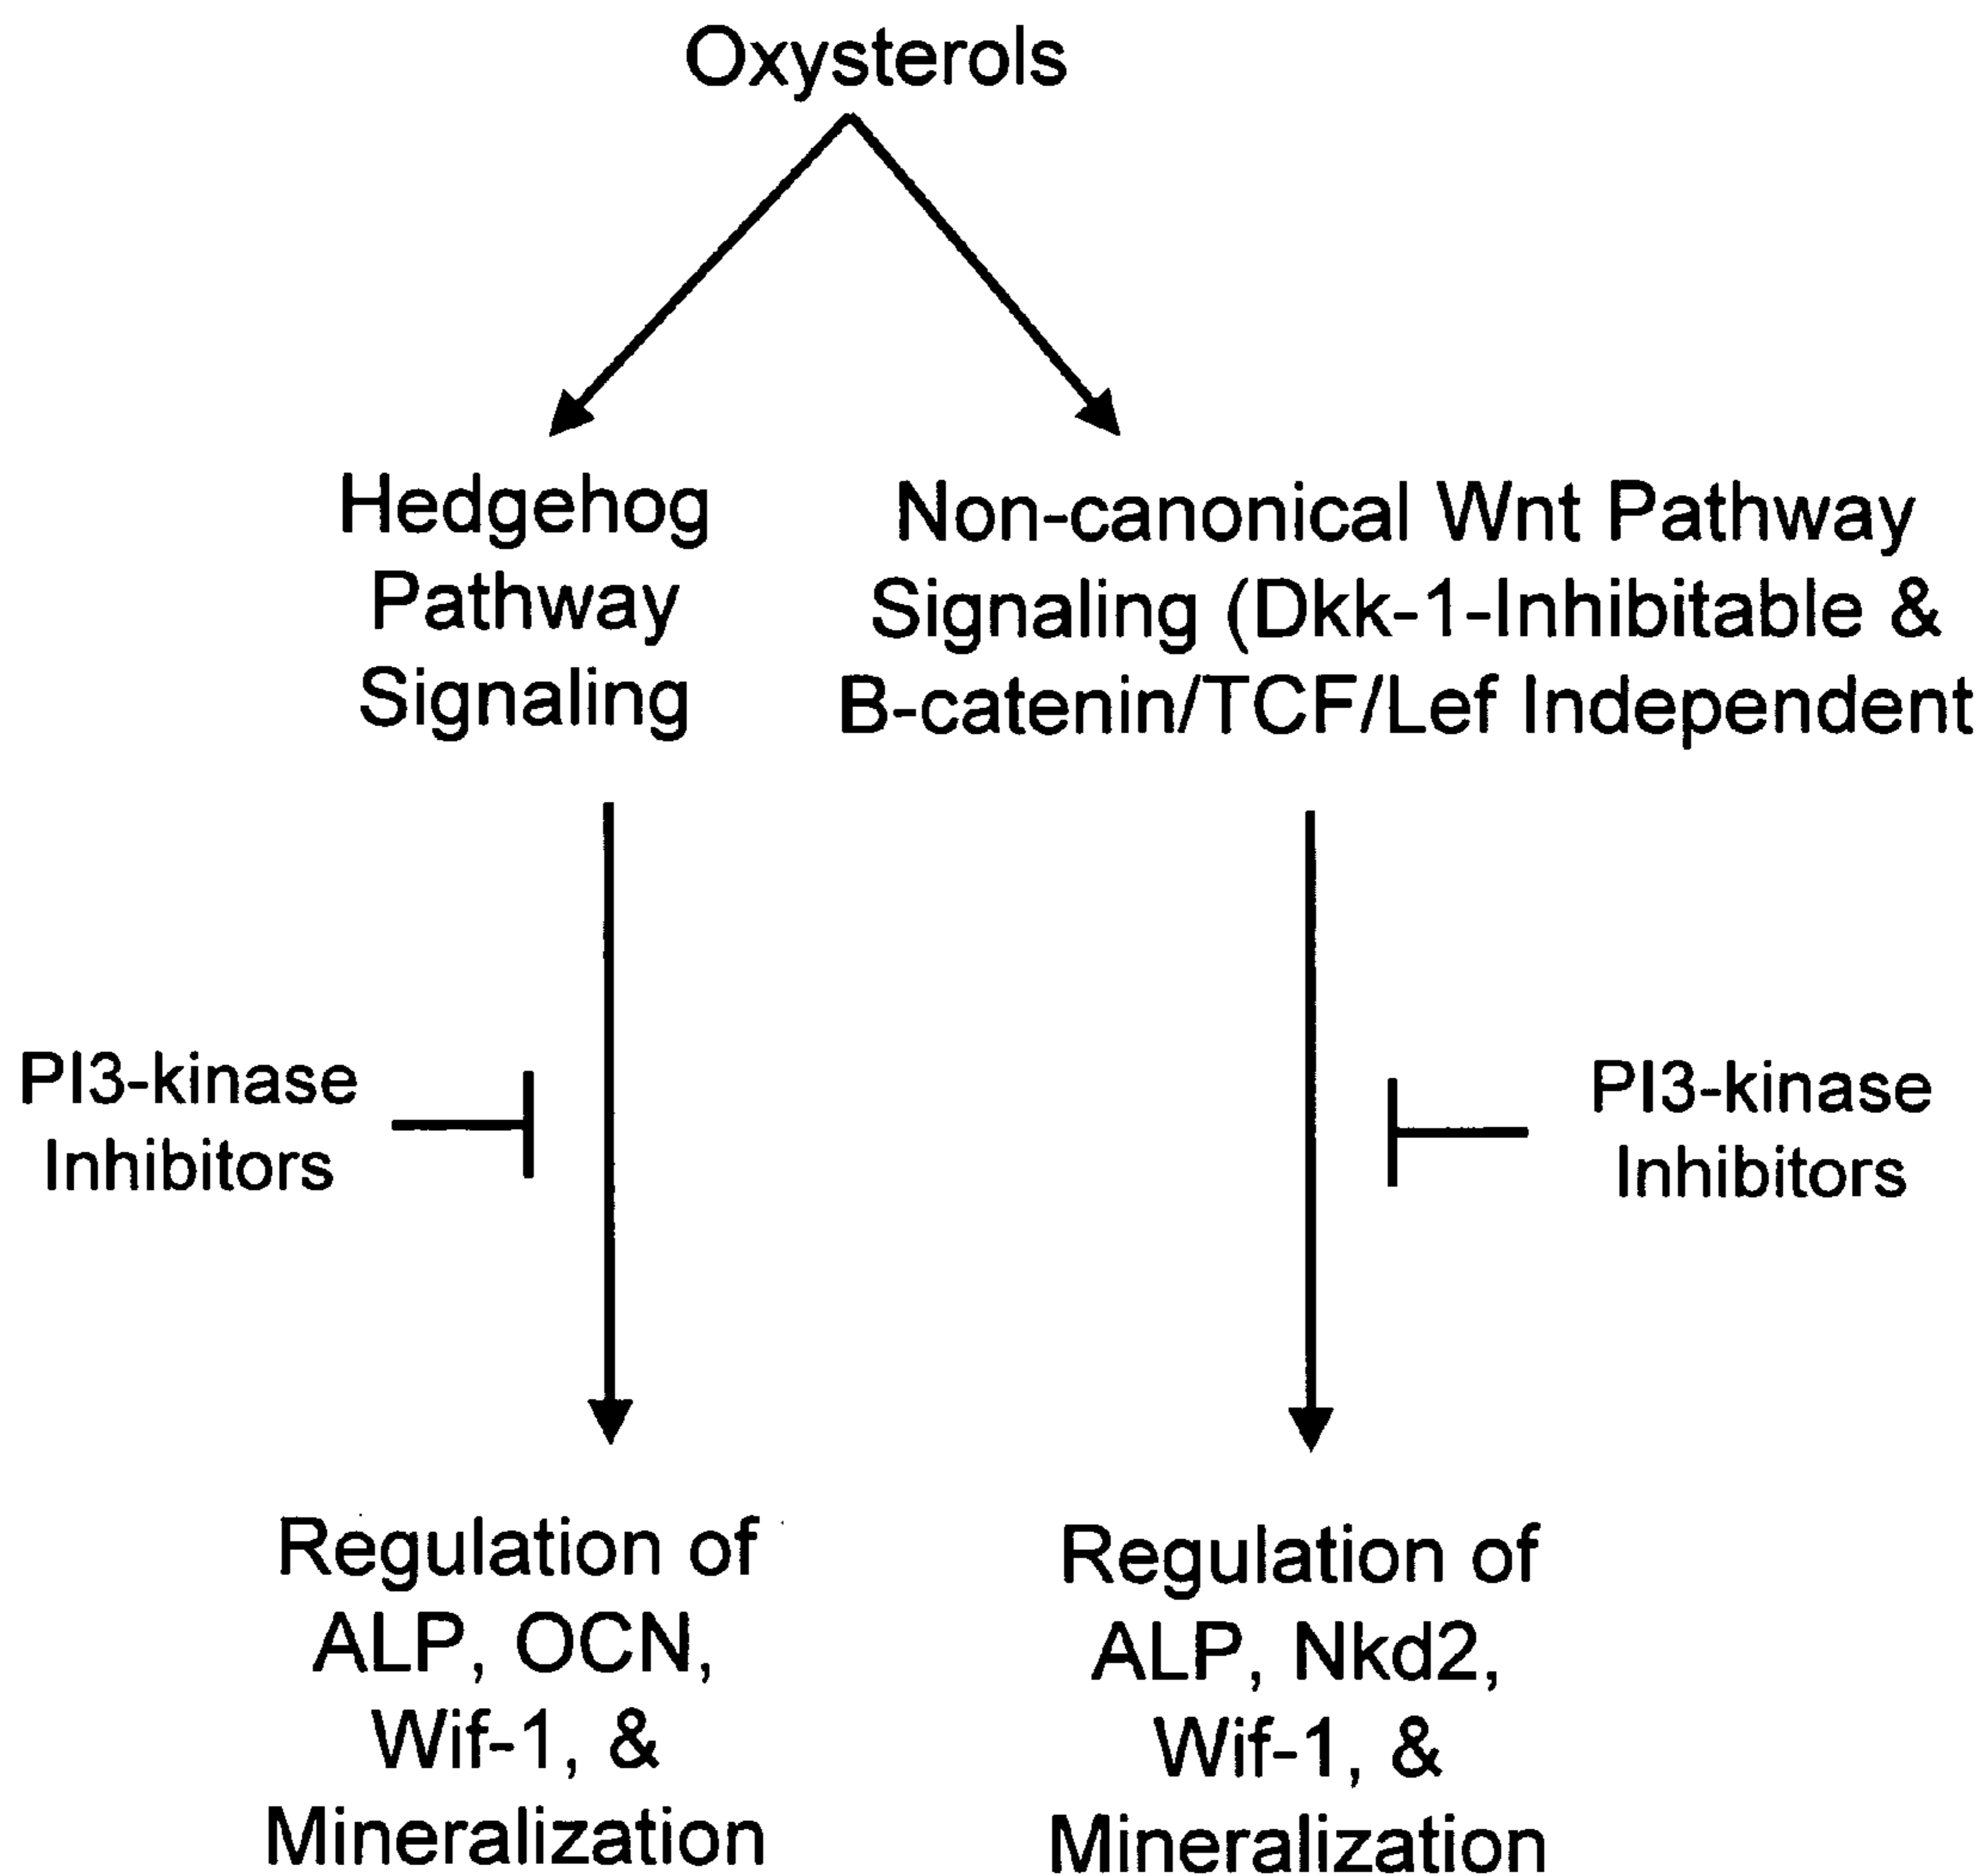 Oxysterols
Hedgehog
Pathway
Signaling
Non-canonical Wnt Pathway
Signaling (Dkk-1-Inhibitable &
B-catenin/TCF/Lef Independent
PI3-kinase
Inhibitors
PI3-kinase
Inhibitors
Regulation of
ALP, OCN,
Wif-1, &
Mineralization
Regulation of
ALP, Nkd2,
Wif-1, &
Mineralization